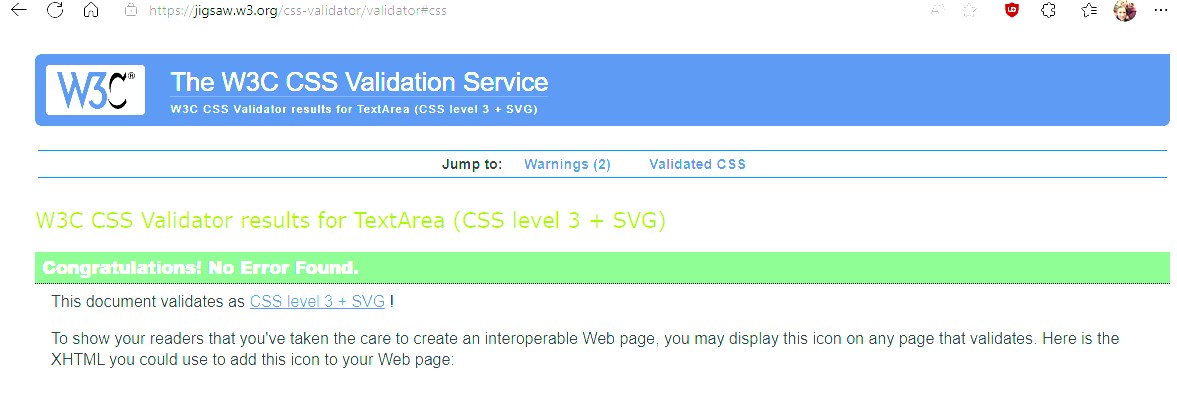 https://jigsaw.w3.org/css-validator/validator#css
W3C®
The W3C CSS Validation Service
W3C CSS Validator results for TextArea (CSS level 3 + SVG)
Jump to: Warnings (2) Validated CSS
W3C CSS Validator results for TextArea (CSS level 3 + SVG)
Congratulations! No Error Found.
This document validates as CSS level 3 + SVG !
To show your readers that you've taken the care to create an interoperable Web page, you may display this icon on any page that validates. Here is the
XHTML you could use to add this icon to your Web page: